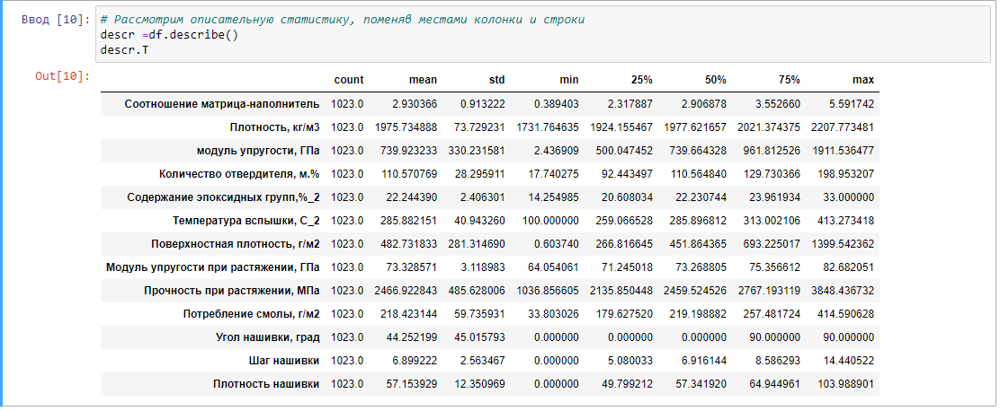 Ввод [10]: # Рассмотрим описательную статистику, поменяв местами колонки и строки
descr =df.describe()
descr.T
Out[10]:
count mean std min 25% 50% 75% max
Соотношение матрица-наполнитель 1023.0 2.930366 0.913222 0.389403 2.317887 2.906878 3.552660 5.591742
Плотность, кг/м3 1023.0 1975.734888 73.729231 1731.764635 1924.155467 1977.621657 2021.374375 2207.773481
модуль упругости, ГПа 1023.0 739.923233 330.231581 2.436909 500.047452 739.664328 961.812526 1911.536477
Количество отвердителя, м.% 1023.0 110.570769 28.295911 17.740275 92.443497 110.564840 129.730366 198.953207
Содержание эпоксидных групп,%_2 1023.0 22.244390 2.406301 14.254985 20.608034 22.230744 23.961934 33.000000
Температура вспышки, С_2 1023.0 285.882151 40.943260 100.000000 259.066528 285.896812 313.002106 413.273418
Поверхностная плотность, г/м2 1023.0 482.731833 281.314690 0.603740 266.816645 451.864365 693.225017 1399.542362
Модуль упругости при растяжении, ГПа 1023.0 73.328571 3.118983 64.054061 71.245018 73.268805 75.356612 82.682051
Прочность при растяжении, МПа 1023.0 2466.922843 485.628006 1036.856605 2135.850448 2459.524526 2767.193119 3848.436732
Потребление смолы, г/м2 1023.0 218.423144 59.735931 33.803026 179.627520 219.198882 257.481724 414.590628
Угол нашивки, град 1023.0 44.252199 45.015793 0.000000 0.000000 0.000000 90.000000 90.000000
Шаг нашивки 1023.0 6.899222 2.563467 0.000000 5.080033 6.916144 8.586293 14.440522
Плотность нашивки 1023.0 57.153929 12.350969 0.000000 49.799212 57.341920 64.944961 103.988901